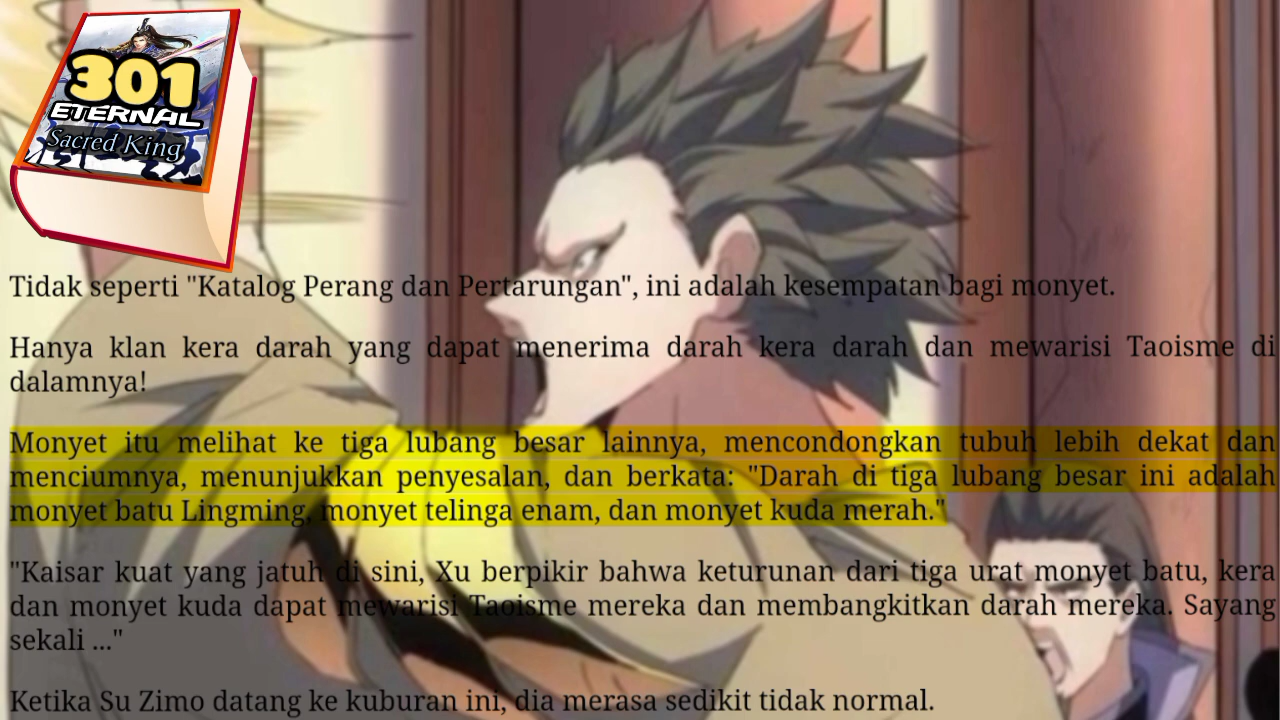 301
ETERNAL
Sacred King
Tidak seperti "Katalog Perang dan Pertarungan", ini adalah kesempatan bagi monyet.
Hanya klan kera darah yang dapat menerima darah kera darah dan mewarisi Taoisme di
dalamnya!
Monyet itu melihat ke tiga lubang besar lainnya, mencondongkan tubuh lebih dekat dan
menciumnya, menunjukkan penyesalan, dan berkata: "Darah di tiga lubang besar ini adalah
monyet batu Lingming, monyet telinga enam, dan monyet kuda merah."
"Kaisar kuat yang jatuh di sini, Xu berpikir bahwa keturunan dari tiga urat monyet batu, kera
dan monyet kuda dapat mewarisi Taoisme mereka dan membangkitkan darah mereka. Sayang
sekali ..."
Ketika Su Zimo datang ke kuburan ini, dia merasa sedikit tidak normal.